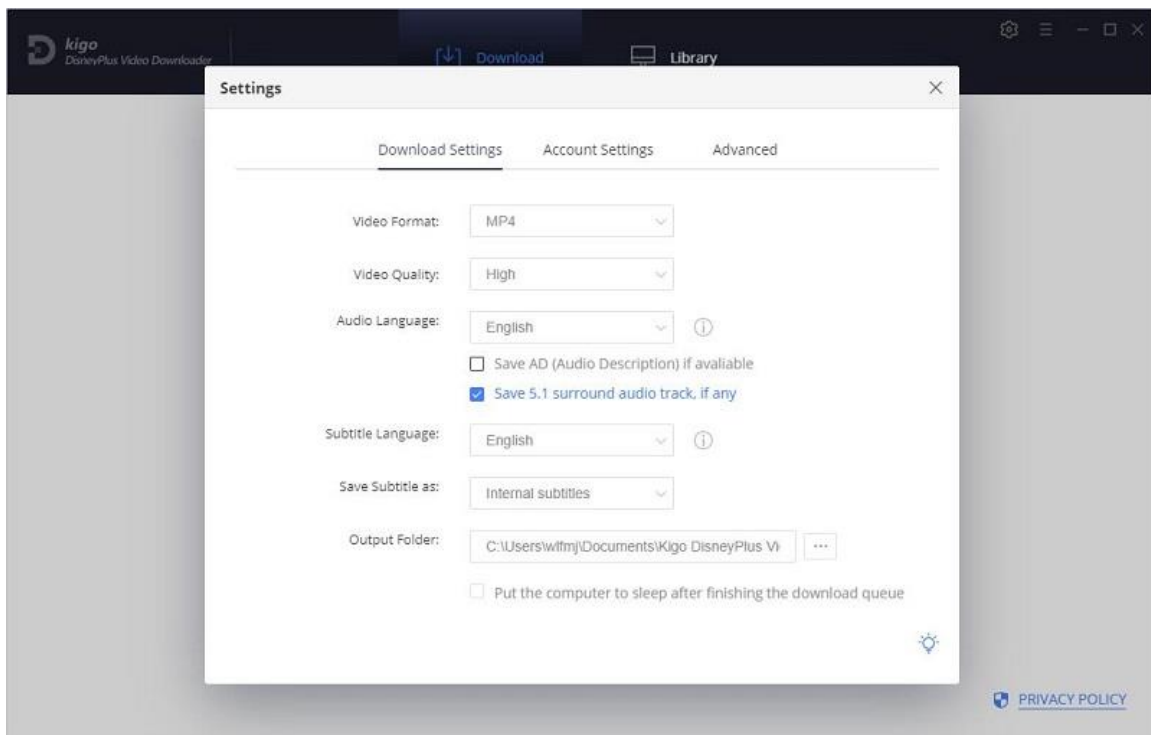 kigo
DisneyPlus Video Downloader
Download
Library
Settings
Download Settings
Account Settings
Advanced
Video Format:
MP4
Video Quality:
High
Audio Language:
English
Save AD (Audio Description) if avaliable
Save 5.1 surround audio track, if any
Subtitle Language:
English
Save Subtitle as:
Internal subtitles
Output Folder:
C:\Users\wlfmj\Documents\Kigo DisneyPlus Vi
Put the computer to sleep after finishing the download queue
PRIVACY POLICY